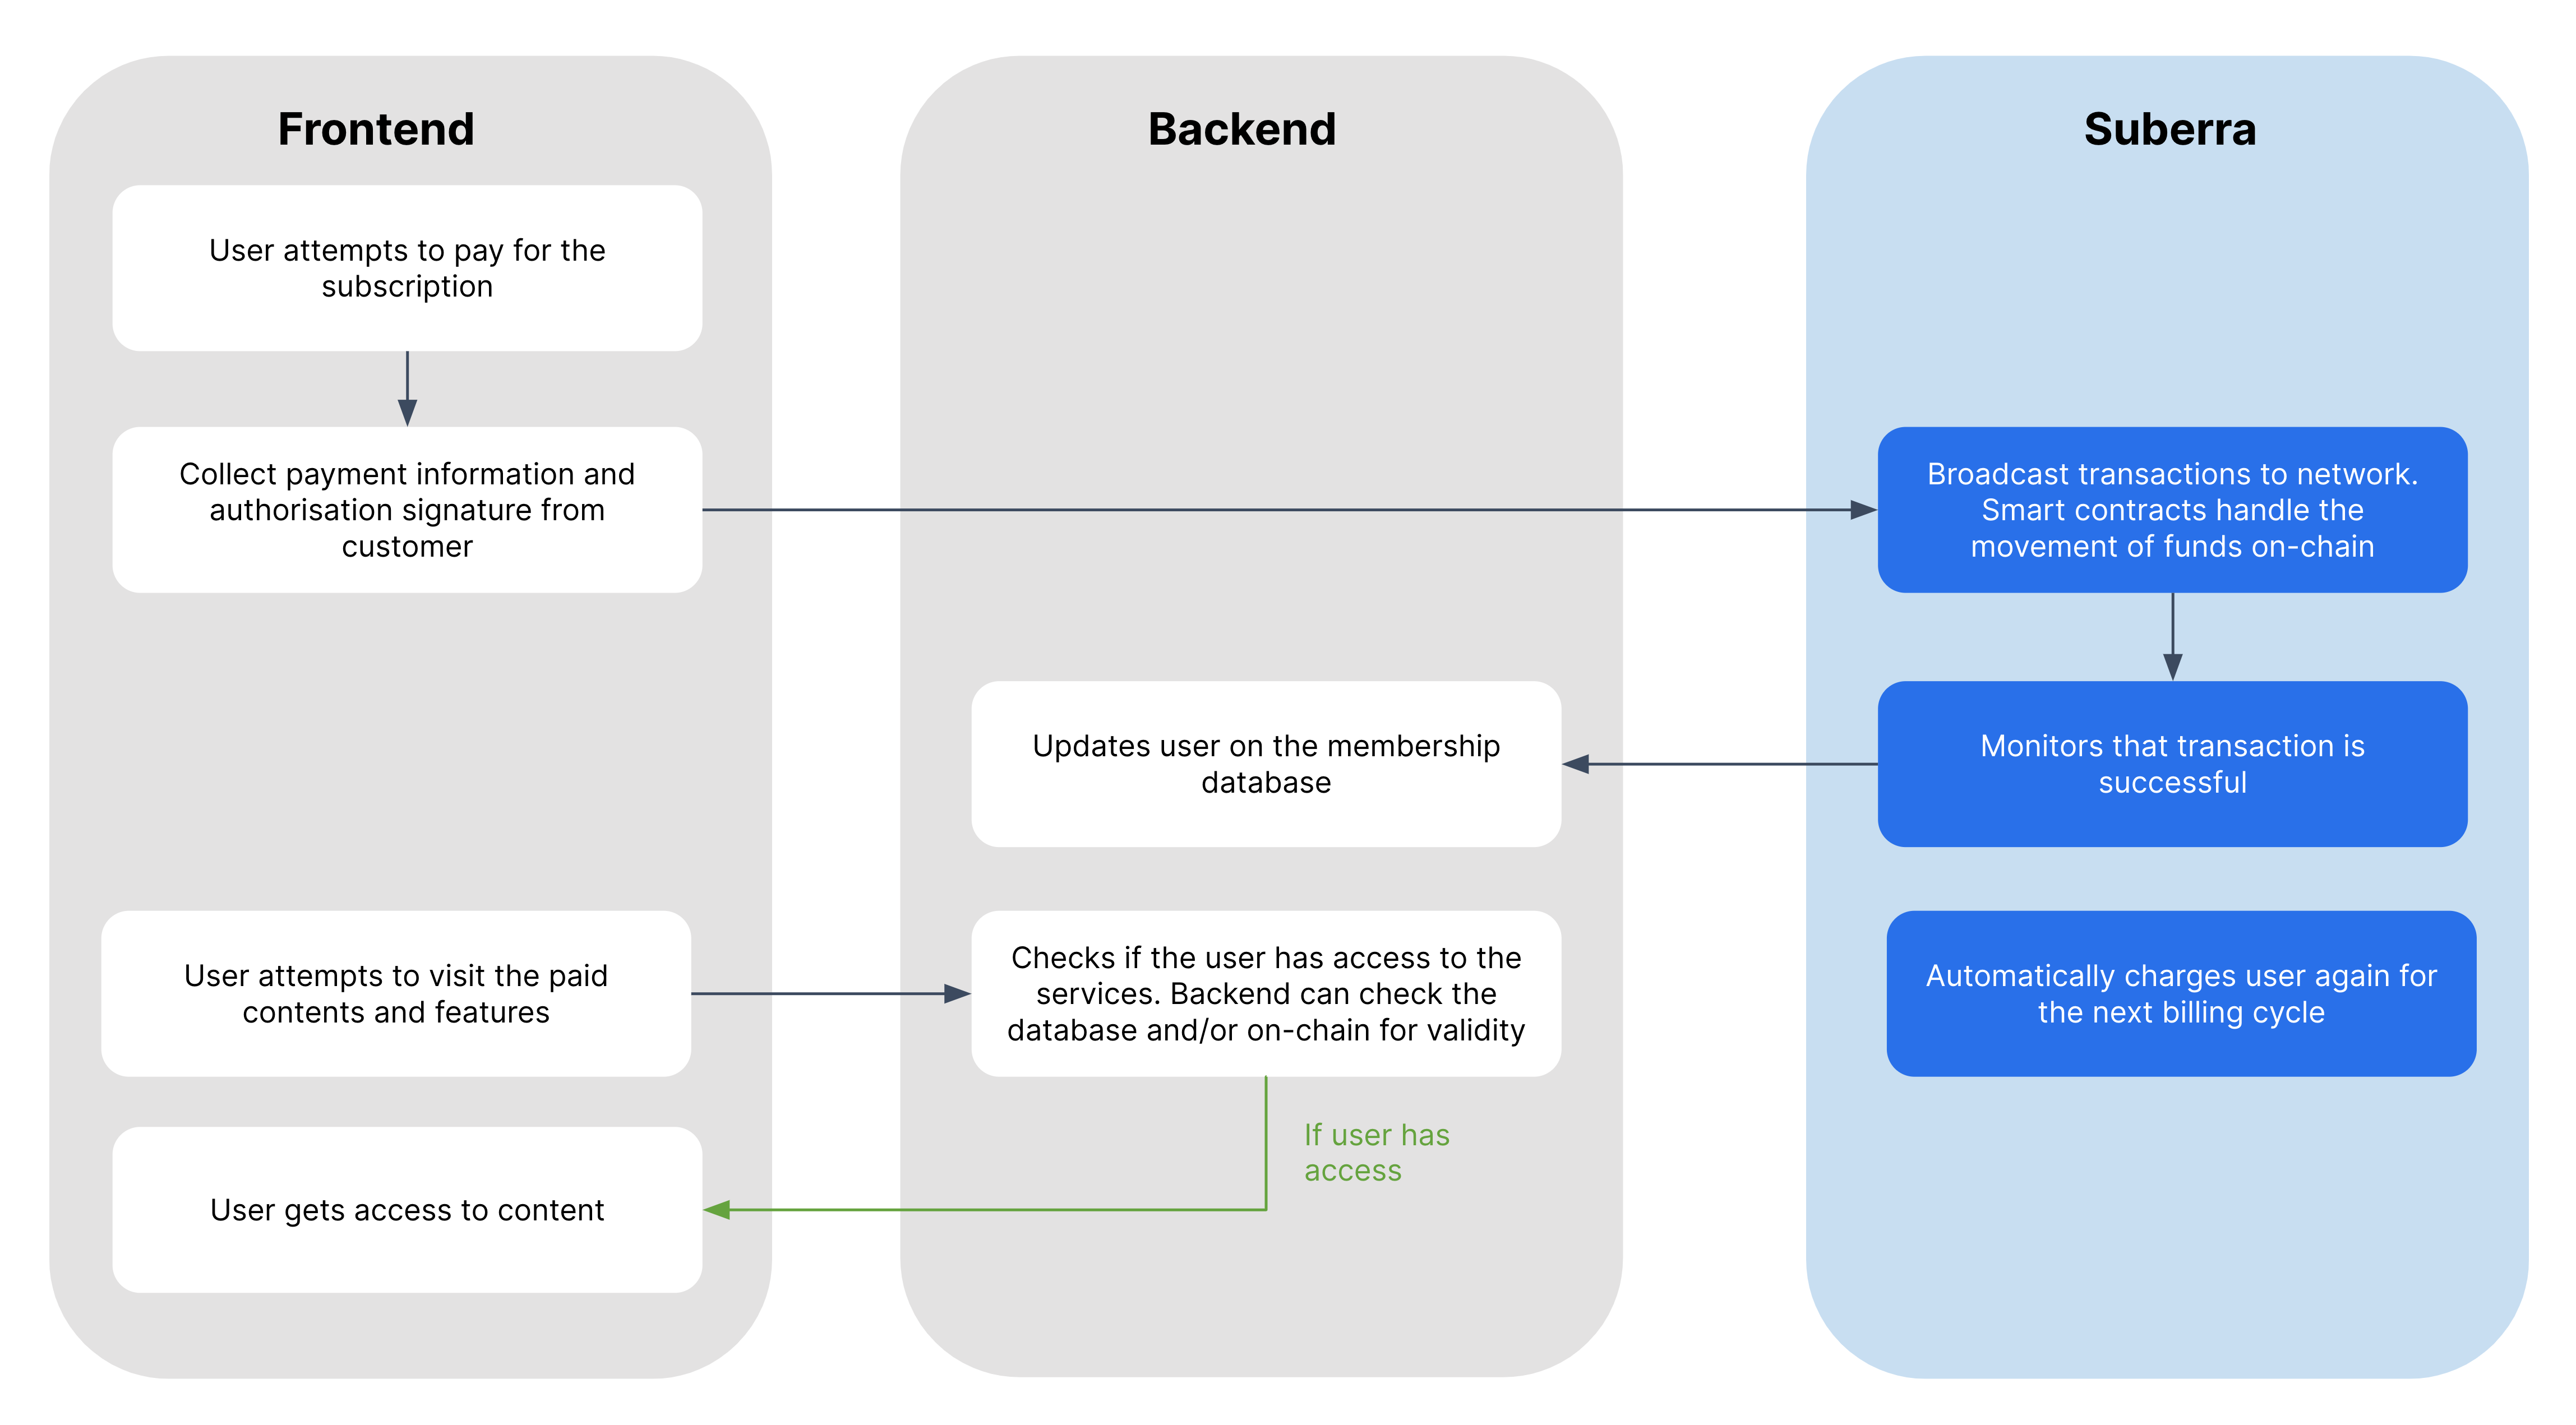 Frontend
User attempts to pay for the
subscription
Collect payment information and
authorisation signature from
customer
User attempts to visit the paid
contents and features
User gets access to content
Backend
Updates user on the membership
database
Checks if the user has access to the
services. Backend can check the
database and/or on-chain for validity
If user has
access
Suberra
Broadcast transactions to network.
Smart contracts handle the
movement of funds on-chain
Monitors that transaction is
successful
Automatically charges user again for
the next billing cycle